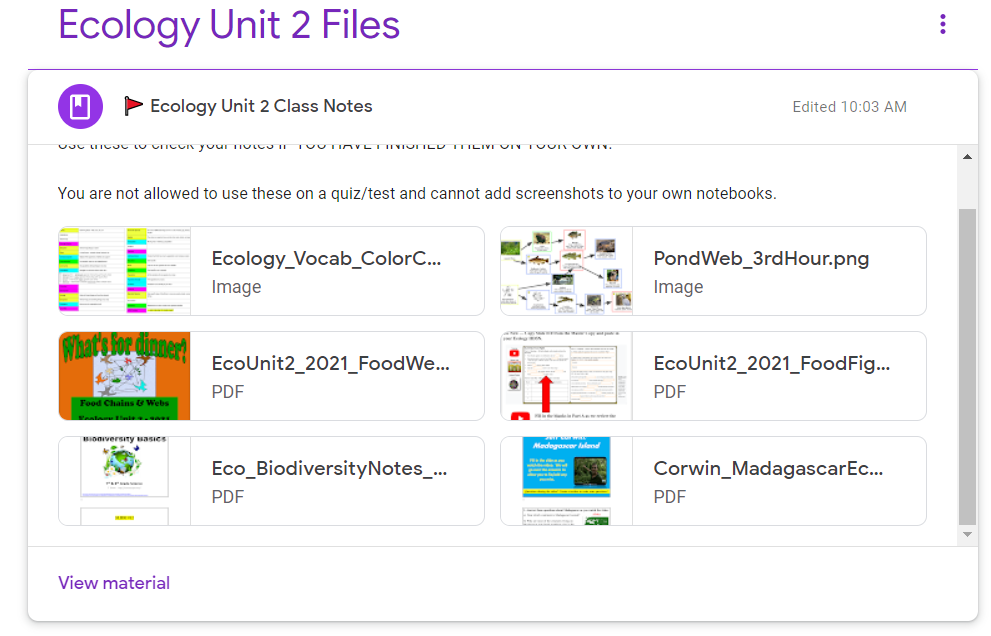 Ecology Unit 2 Files
Ecology Unit 2 Class Notes
Edited 10:03 AM
Use these to check your notes IF YOU HAVE FINISHED THEM ON YOUR OWN.
You are not allowed to use these on a quiz/test and cannot add screenshots to your own notebooks.
Ecology_Vocab_ColorC...
Image
PondWeb_3rdHour.png
Image
What's for dinner?
Food Chains & Webs
Ecology Unit 2 - 2021
EcoUnit2_2021_FoodWe...
PDF
EcoUnit2_2021_FoodFig...
PDF
Biodiversity Basics
Eco_BiodiversityNotes_...
PDF
Madagascar Island
Corwin_MadagascarEc...
PDF
View material